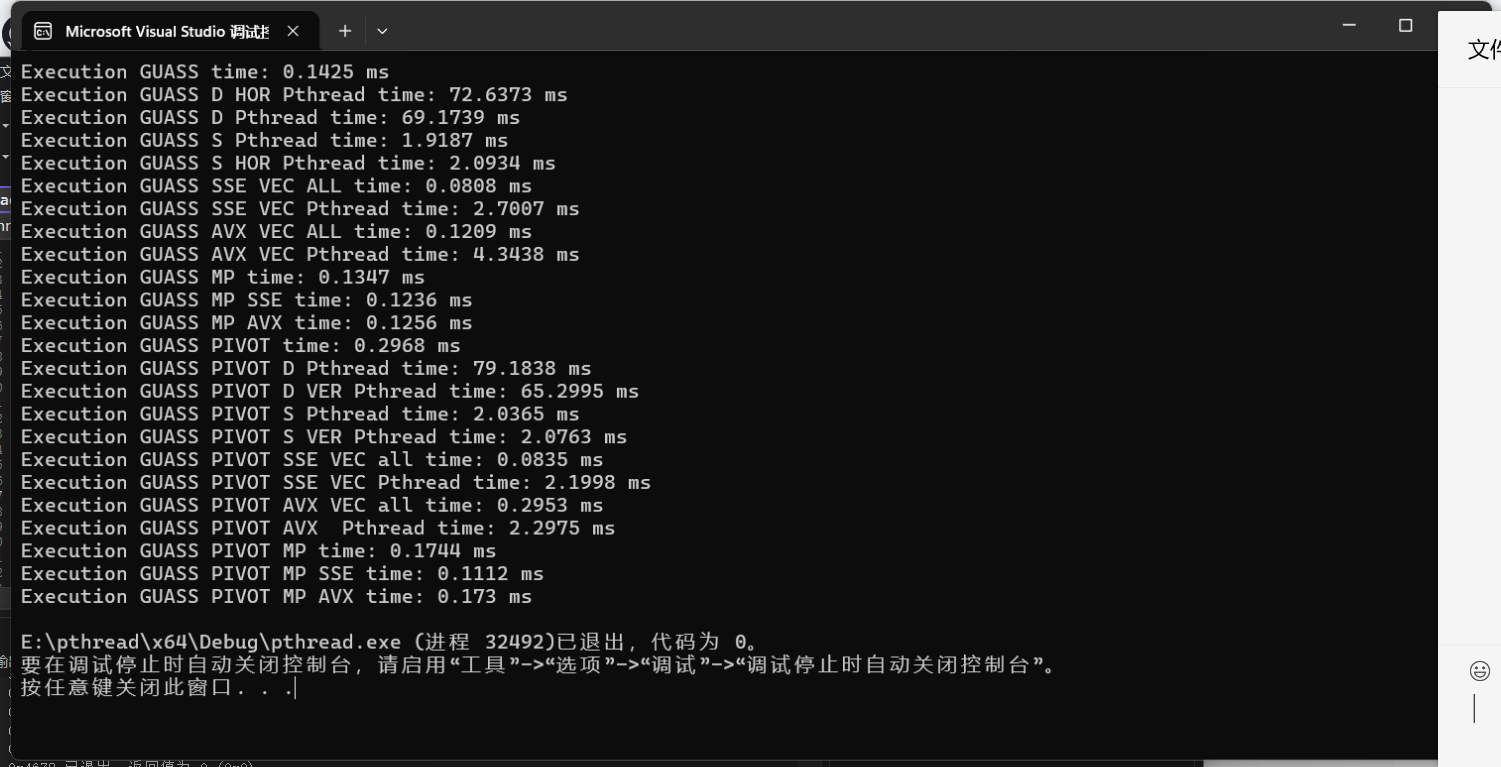 Microsoft Visual Studio 调试控
文件
Execution GUASS time: 0.1425 ms
Execution GUASS D HOR Pthread time: 72.6373 ms
Execution GUASS D Pthread time: 69.1739 ms
Execution GUASS S Pthread time: 1.9187 ms
Execution GUASS S HOR Pthread time: 2.0934 ms
Execution GUASS SSE VEC ALL time: 0.0808 ms
Execution GUASS SSE VEC Pthread time: 2.7007 ms
Execution GUASS AVX VEC ALL time: 0.1209 ms
Execution GUASS AVX VEC Pthread time: 4.3438 ms
Execution GUASS MP time: 0.1347 ms
Execution GUASS MP SSE time: 0.1236 ms
Execution GUASS MP AVX time: 0.1256 ms
Execution GUASS PIVOT time: 0.2968 ms
Execution GUASS PIVOT D Pthread time: 79.1838 ms
Execution GUASS PIVOT D VER Pthread time: 65.2995 ms
Execution GUASS PIVOT S Pthread time: 2.0365 ms
Execution GUASS PIVOT S VER Pthread time: 2.0763 ms
Execution GUASS PIVOT SSE VEC all time: 0.0835 ms
Execution GUASS PIVOT SSE VEC Pthread time: 2.1998 ms
Execution GUASS PIVOT AVX VEC all time: 0.2953 ms
Execution GUASS PIVOT AVX  Pthread time: 2.2975 ms
Execution GUASS PIVOT MP time: 0.1744 ms
Execution GUASS PIVOT MP SSE time: 0.1112 ms
Execution GUASS PIVOT MP AVX time: 0.173 ms
E:\pthread\x64\Debug\pthread.exe (进程 32492)已退出，代码为 0。
要在调试停止时自动关闭控制台，请启用“工具”->“选项”->“调试”->“调试停止时自动关闭控制台”。
按任意键关闭此窗口. . .